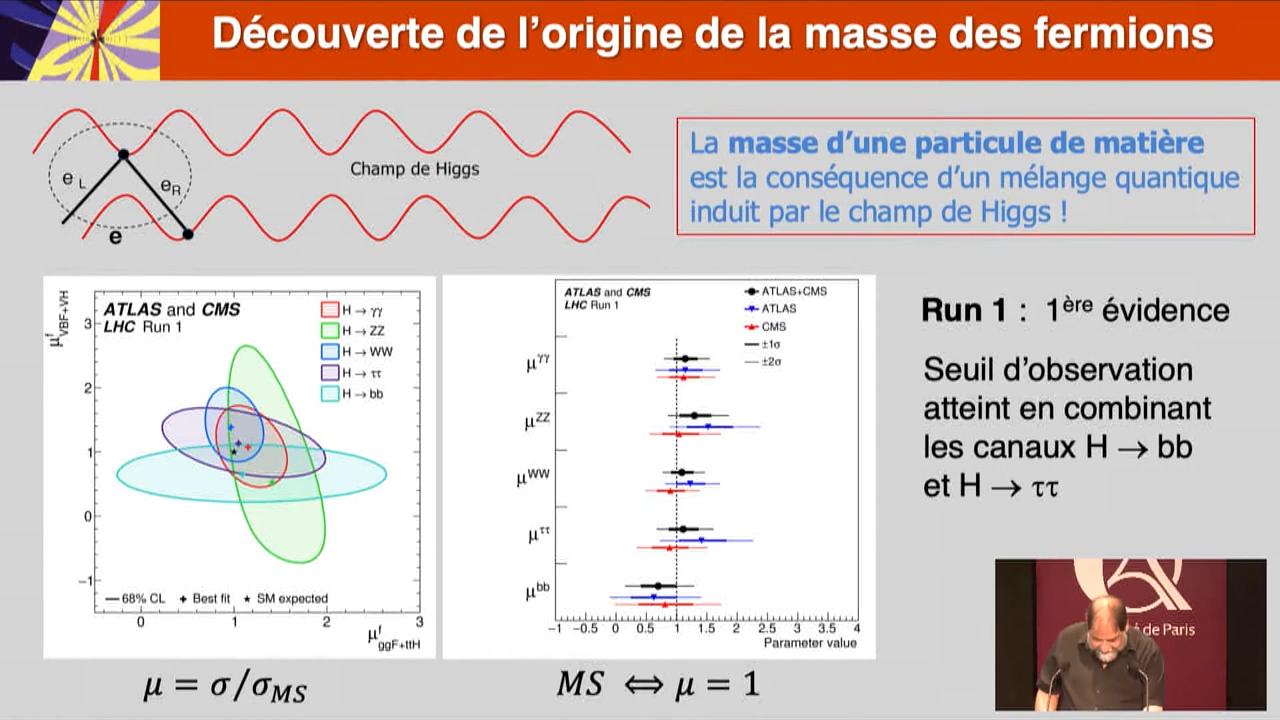 Découverte de l’origine de la masse des fermions
e L
eR
e
Champ de Higgs
La masse d’une particule de matière
est la conséquence d’un mélange quantique
induit par le champ de Higgs !
ATLAS and CMS
LHC Run 1
H → γγ
H → ZZ
H → WW
H → ττ
H → bb
μ^f_VBF+VH
3
2
1
0
−1
68% CL
Best fit
SM expected
0
1
2
3
μ^f_ggF+ttH
ATLAS and CMS
LHC Run 1
ATLAS+CMS
ATLAS
CMS
±1σ
±2σ
μ^γγ
μ^ZZ
μ^WW
μ^ττ
μ^bb
−1 −0.5 0 0.5 1 1.5 2 2.5 3 3.5 4
Parameter value
μ = σ/σ_MS
MS ⟺ μ = 1
Run 1 : 1ère évidence
Seuil d’observation
atteint en combinant
les canaux H → bb
et H → ττ
de Paris